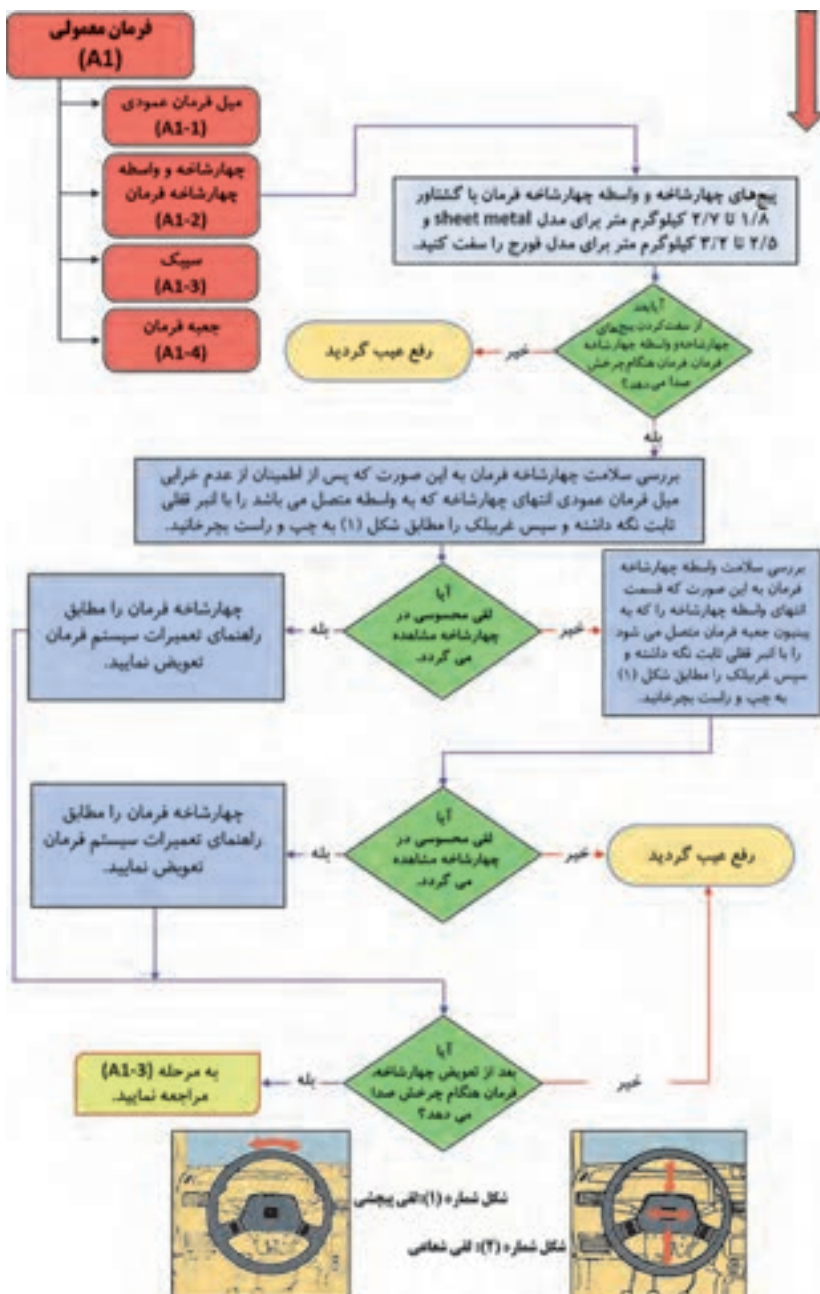 فرمان معمولی
(A1)
میل فرمان عمودی
(A1-1)
چهارشاخه و واسطه
چهارشاخه فرمان
(A1-2)
سیبک
(A1-3)
جعبه فرمان
(A1-4)
پیچ‌های چهارشاخه و واسطه چهارشاخه فرمان با گشتاور
۱/۸ تا ۲/۷ کیلوگرم متر برای مدل sheet metal و
۲/۵ تا ۳/۲ کیلوگرم متر برای مدل فورج را سفت کنید.
آیا بعد
از سفت کردن پیچ‌های
چهارشاخه و واسطه چهارشاخه
فرمان فرمان هنگام چرخش
صدا می دهد؟
خیر
رفع عیب گردید
بله
بررسی سلامت چهارشاخه فرمان به این صورت که پس از اطمینان از عدم خرابی
میل فرمان عمودی انتهای چهارشاخه که به واسطه متصل می باشد را با انبر قفلی
ثابت نگه داشته و سپس غربیلک را مطابق شکل (۱) به چپ و راست بچرخانید.
آیا
لقی محسوسی در
چهارشاخه مشاهده
می گردد.
بله
چهارشاخه فرمان را مطابق
راهنمای تعمیرات سیستم فرمان
تعویض نمایید.
خیر
بررسی سلامت واسطه چهارشاخه
فرمان به این صورت که قسمت
انتهای واسطه چهارشاخه را که به
پینیون جعبه فرمان متصل می شود
را با انبر قفلی ثابت نگه داشته و
سپس غربیلک را مطابق شکل (۱)
به چپ و راست بچرخانید.
آیا
لقی محسوسی در
چهارشاخه مشاهده
می گردد.
بله
چهارشاخه فرمان را مطابق
راهنمای تعمیرات سیستم فرمان
تعویض نمایید.
خیر
رفع عیب گردید
آیا
بعد از تعویض چهارشاخه،
فرمان هنگام چرخش صدا
می دهد؟
خیر
بله
به مرحله (A1-3)
مراجعه نمایید.
شکل شماره (۱): لقی پیچشی
شکل شماره (۲): لقی شعاعی